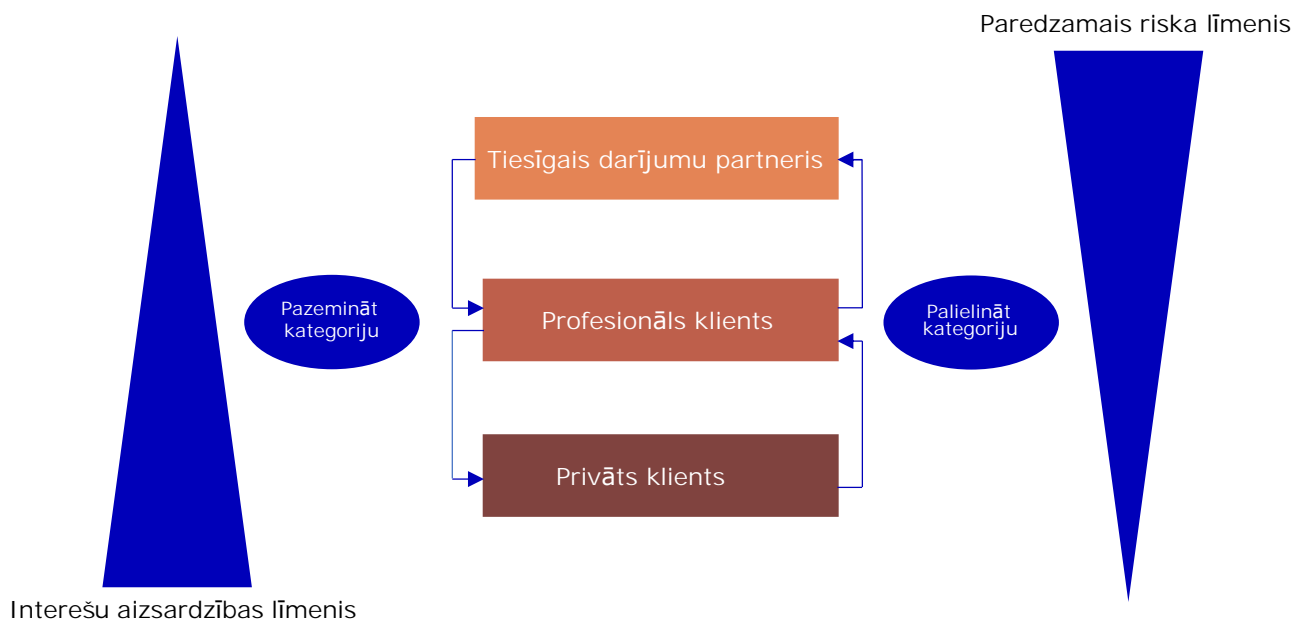 Paredzamais riska līmenis
Tiesīgais darījumu partneris
Pazemināt
kategoriju
Profesionāls klients
Palielināt
kategoriju
Privāts klients
Interešu aizsardzības līmenis